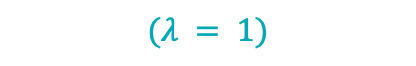 (λ = 1)